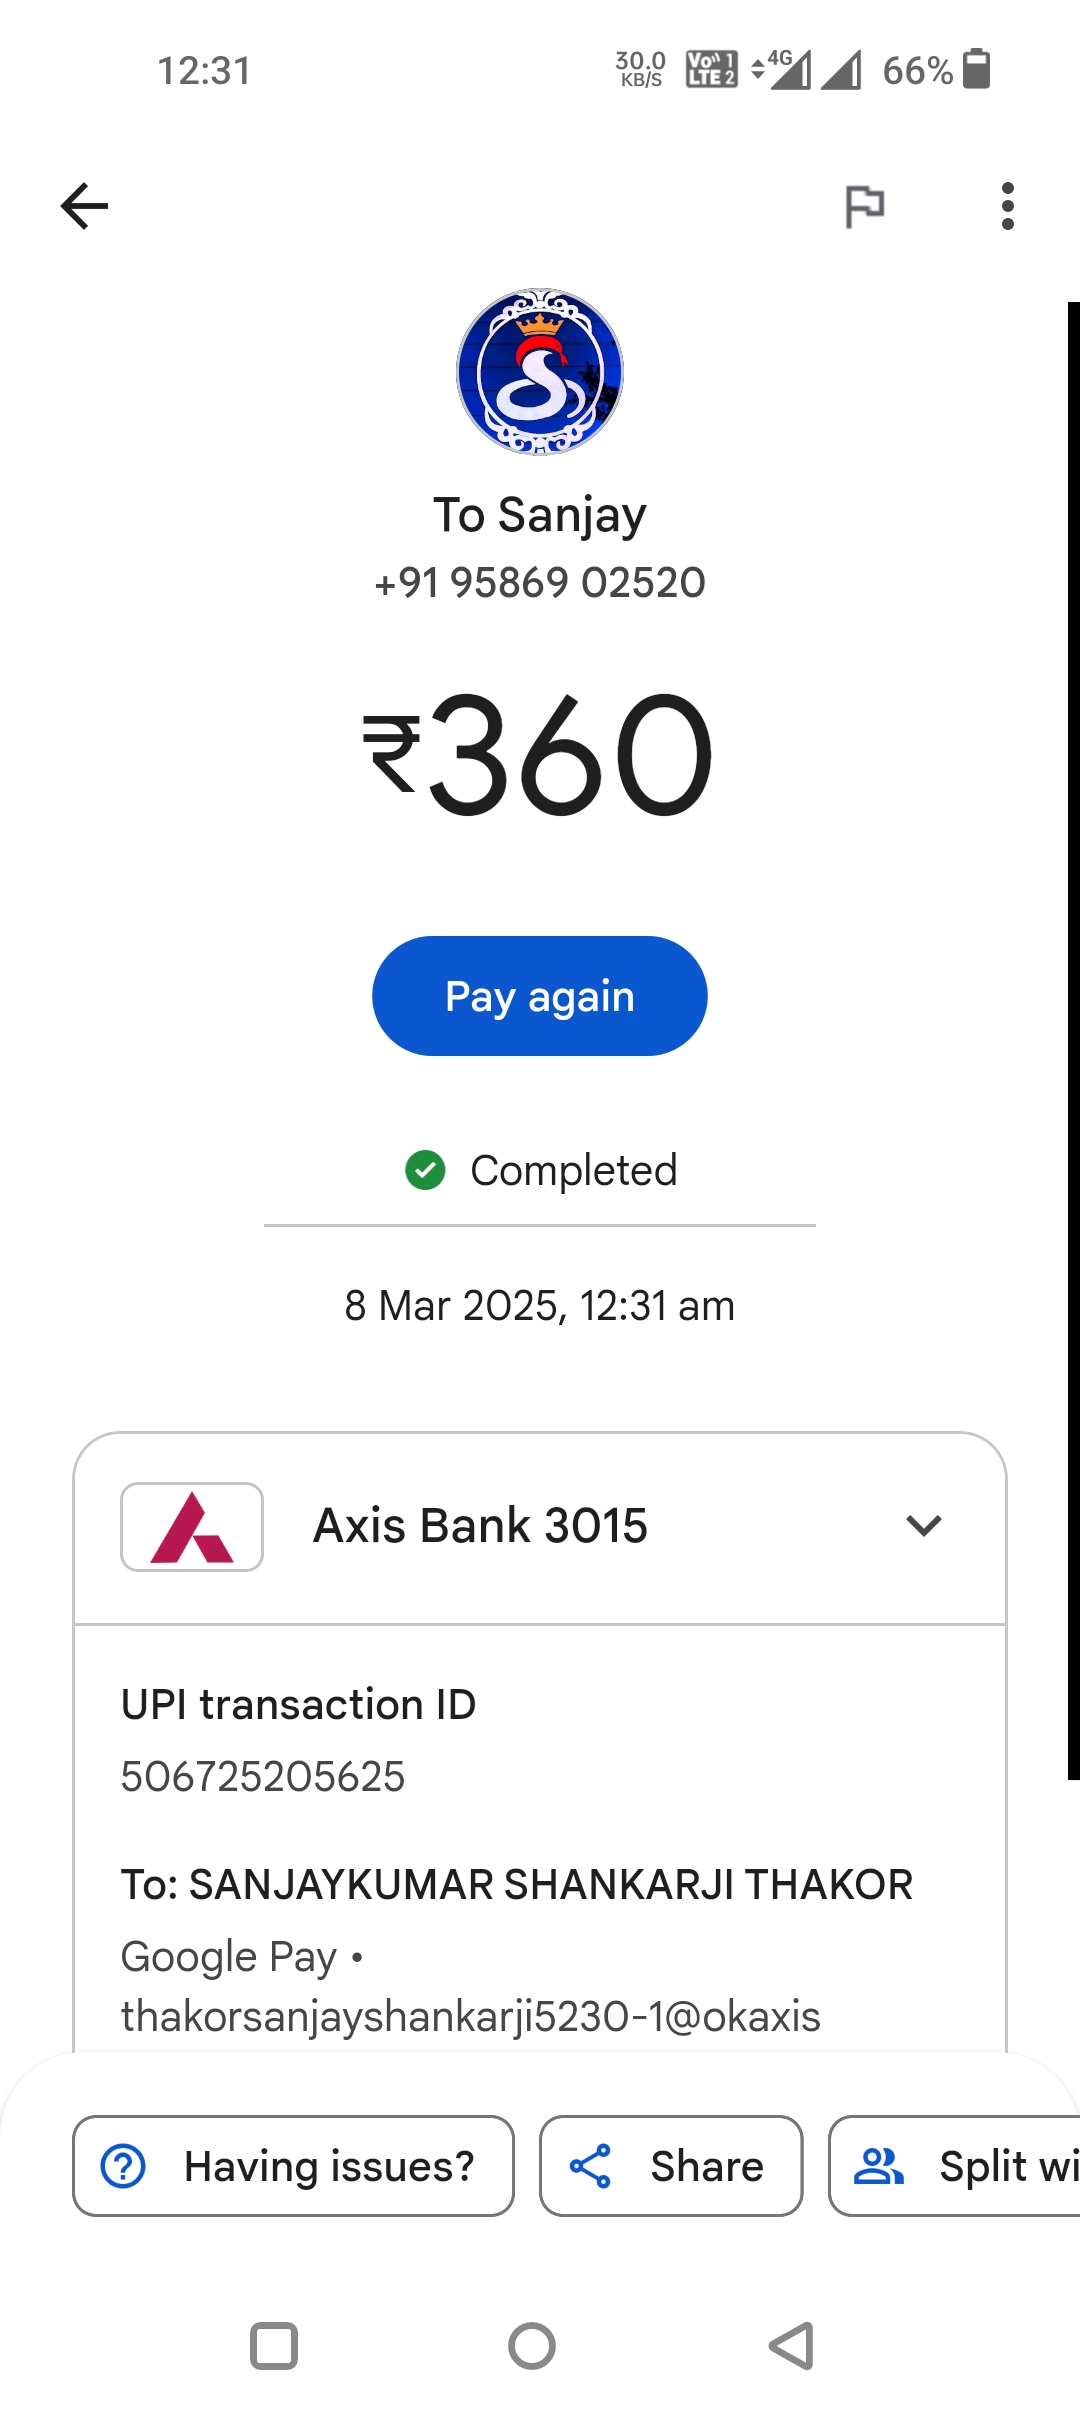 12:31
30.0
KB/S
Vo 1
LTE 2
4G
66%
To Sanjay
+91 95869 02520
₹360
Pay again
Completed
8 Mar 2025, 12:31 am
Axis Bank 3015
UPI transaction ID
506725205625
To: SANJAYKUMAR SHANKARJI THAKOR
Google Pay •
thakorsanjayshankarji5230-1@okaxis
Having issues?
Share
Split wi